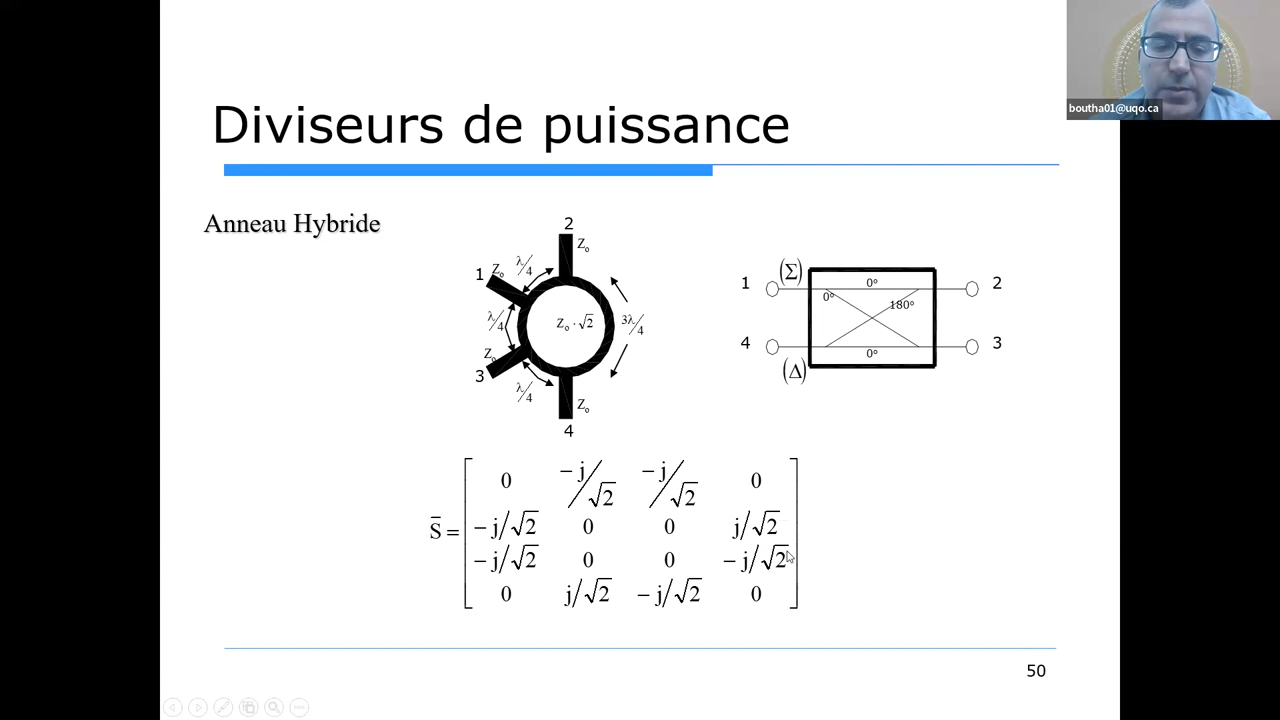 boutha01@uqo.ca
Diviseurs de puissance
Anneau Hybride
2
Z₀
λ/4
1 Z₀
λ/4
Z₀ · √2
3λ/4
Z₀
3
λ/4
Z₀
4
1 (Σ) 0° 2
0° 180°
4 0° 3
(Δ)
S̄ =
0 −j/√2 −j/√2 0
−j/√2 0 0 j/√2
−j/√2 0 0 −j/√2
0 j/√2 −j/√2 0
50